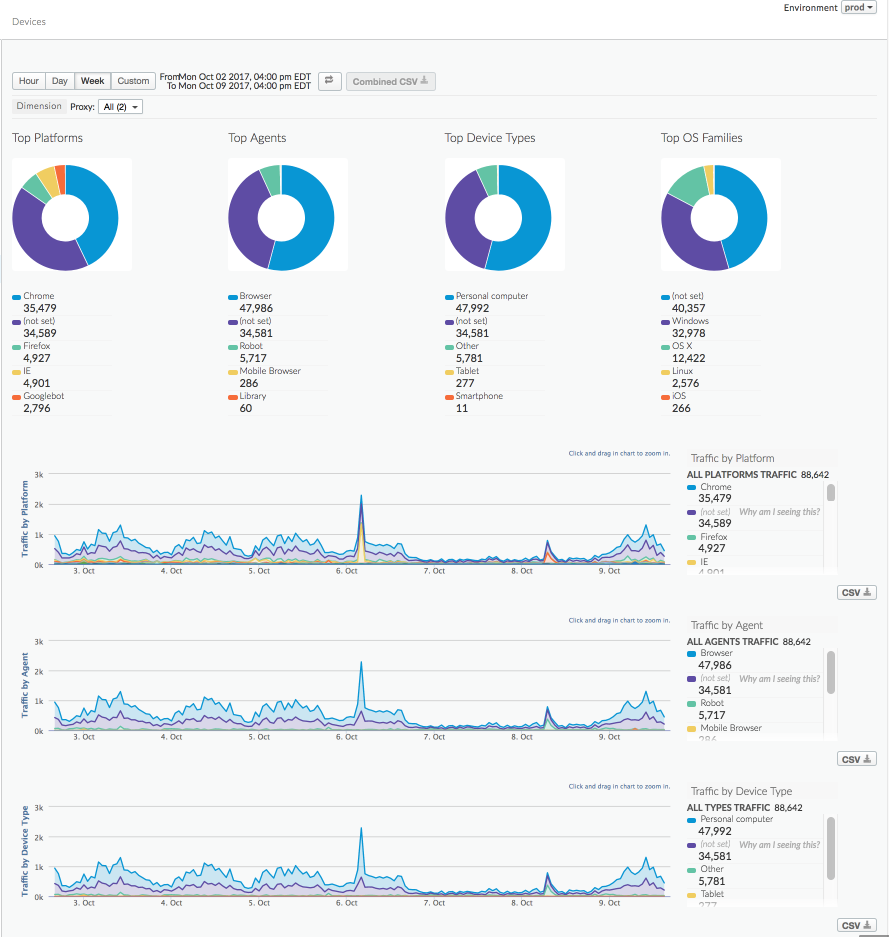 Environment prod
Devices
Hour Day Week Custom FromMon Oct 02 2017, 04:00 pm EDT
To Mon Oct 09 2017, 04:00 pm EDT
Combined CSV
Dimension Proxy: All (2)
Top Platforms
Chrome
35,479
(not set)
34,589
Firefox
4,927
IE
4,901
Googlebot
2,796
Top Agents
Browser
47,986
(not set)
34,581
Robot
5,717
Mobile Browser
286
Library
60
Top Device Types
Personal computer
47,992
(not set)
34,581
Other
5,781
Tablet
277
Smartphone
11
Top OS Families
(not set)
40,357
Windows
32,978
OS X
12,422
Linux
2,576
iOS
266
Click and drag in chart to zoom in.
Traffic by Platform
3k
2k
1k
0k
3. Oct 4. Oct 5. Oct 6. Oct 7. Oct 8. Oct 9. Oct
Traffic by Platform
ALL PLATFORMS TRAFFIC 88,642
Chrome
35,479
(not set) Why am I seeing this?
34,589
Firefox
4,927
IE
4,901
CSV
Click and drag in chart to zoom in.
Traffic by Agent
3k
2k
1k
0k
3. Oct 4. Oct 5. Oct 6. Oct 7. Oct 8. Oct 9. Oct
Traffic by Agent
ALL AGENTS TRAFFIC 88,642
Browser
47,986
(not set) Why am I seeing this?
34,581
Robot
5,717
Mobile Browser
286
CSV
Click and drag in chart to zoom in.
Traffic by Device Type
3k
2k
1k
0k
3. Oct 4. Oct 5. Oct 6. Oct 7. Oct 8. Oct 9. Oct
Traffic by Device Type
ALL TYPES TRAFFIC 88,642
Personal computer
47,992
(not set) Why am I seeing this?
34,581
Other
5,781
Tablet
277
CSV